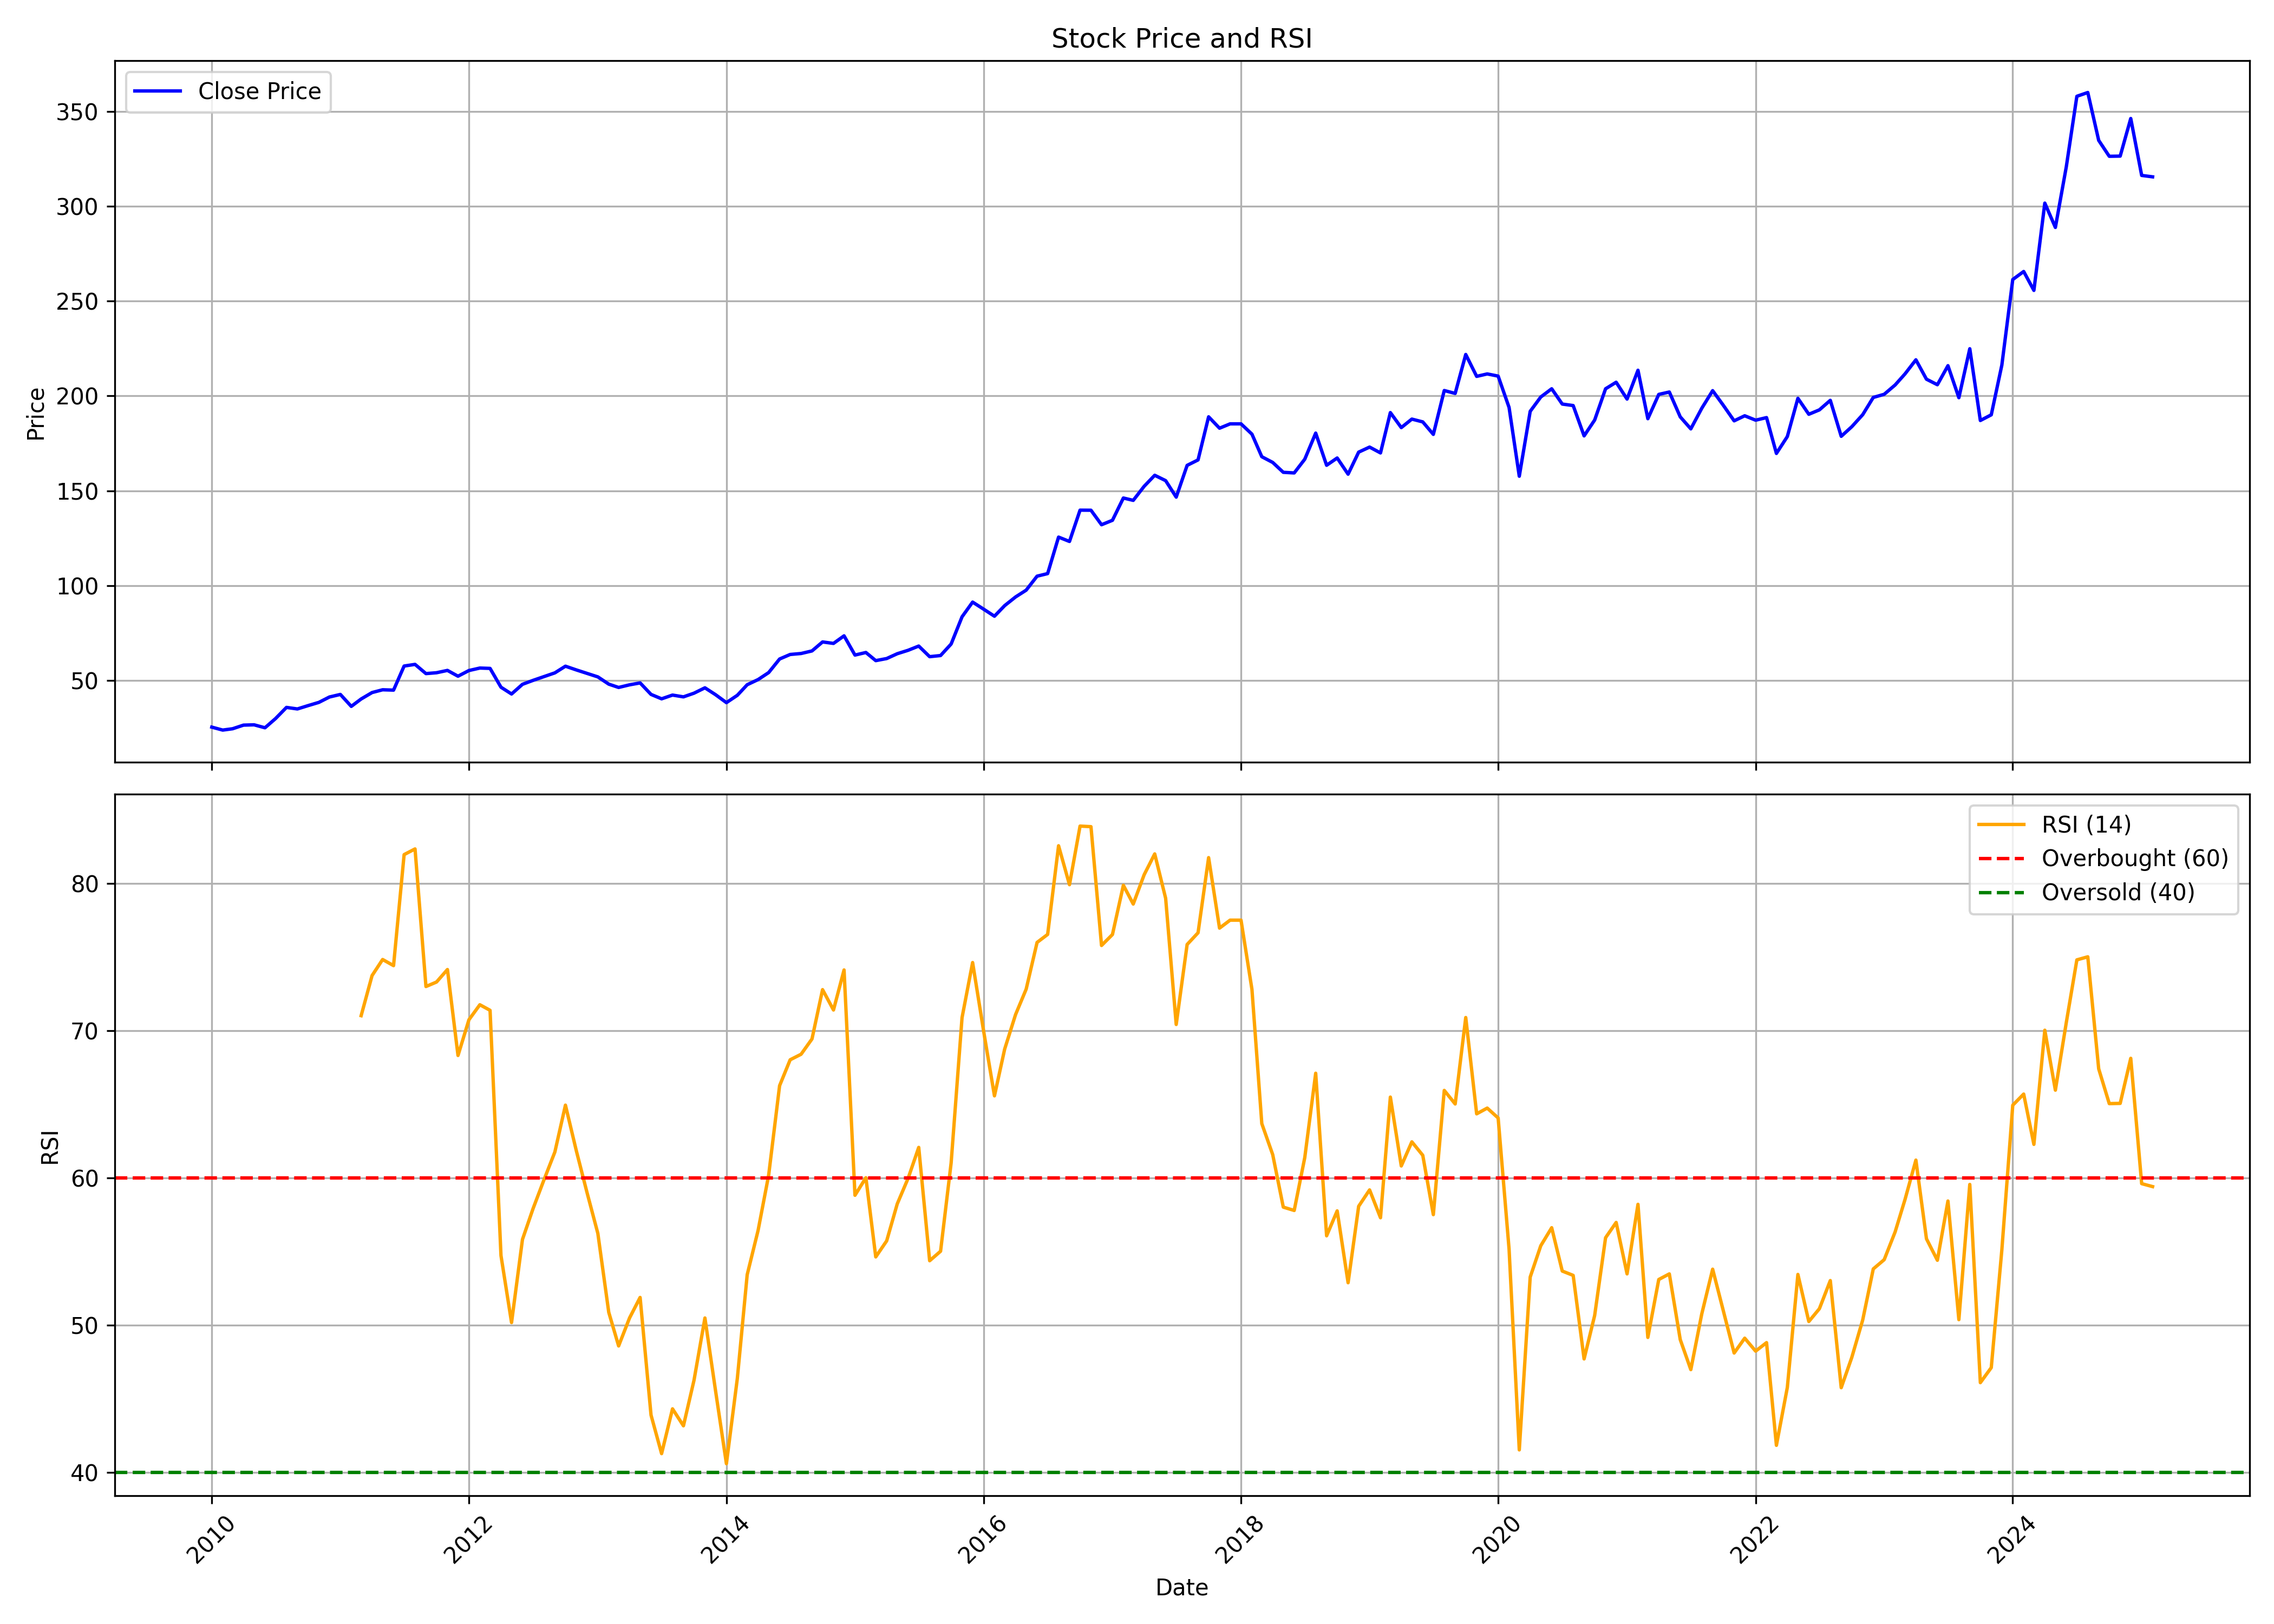 Stock Price and RSI
Close Price
350
300
250
200
150
100
50
Price
RSI (14)
Overbought (60)
Oversold (40)
80
70
60
50
40
RSI
2010
2012
2014
2016
2018
2020
2022
2024
Date